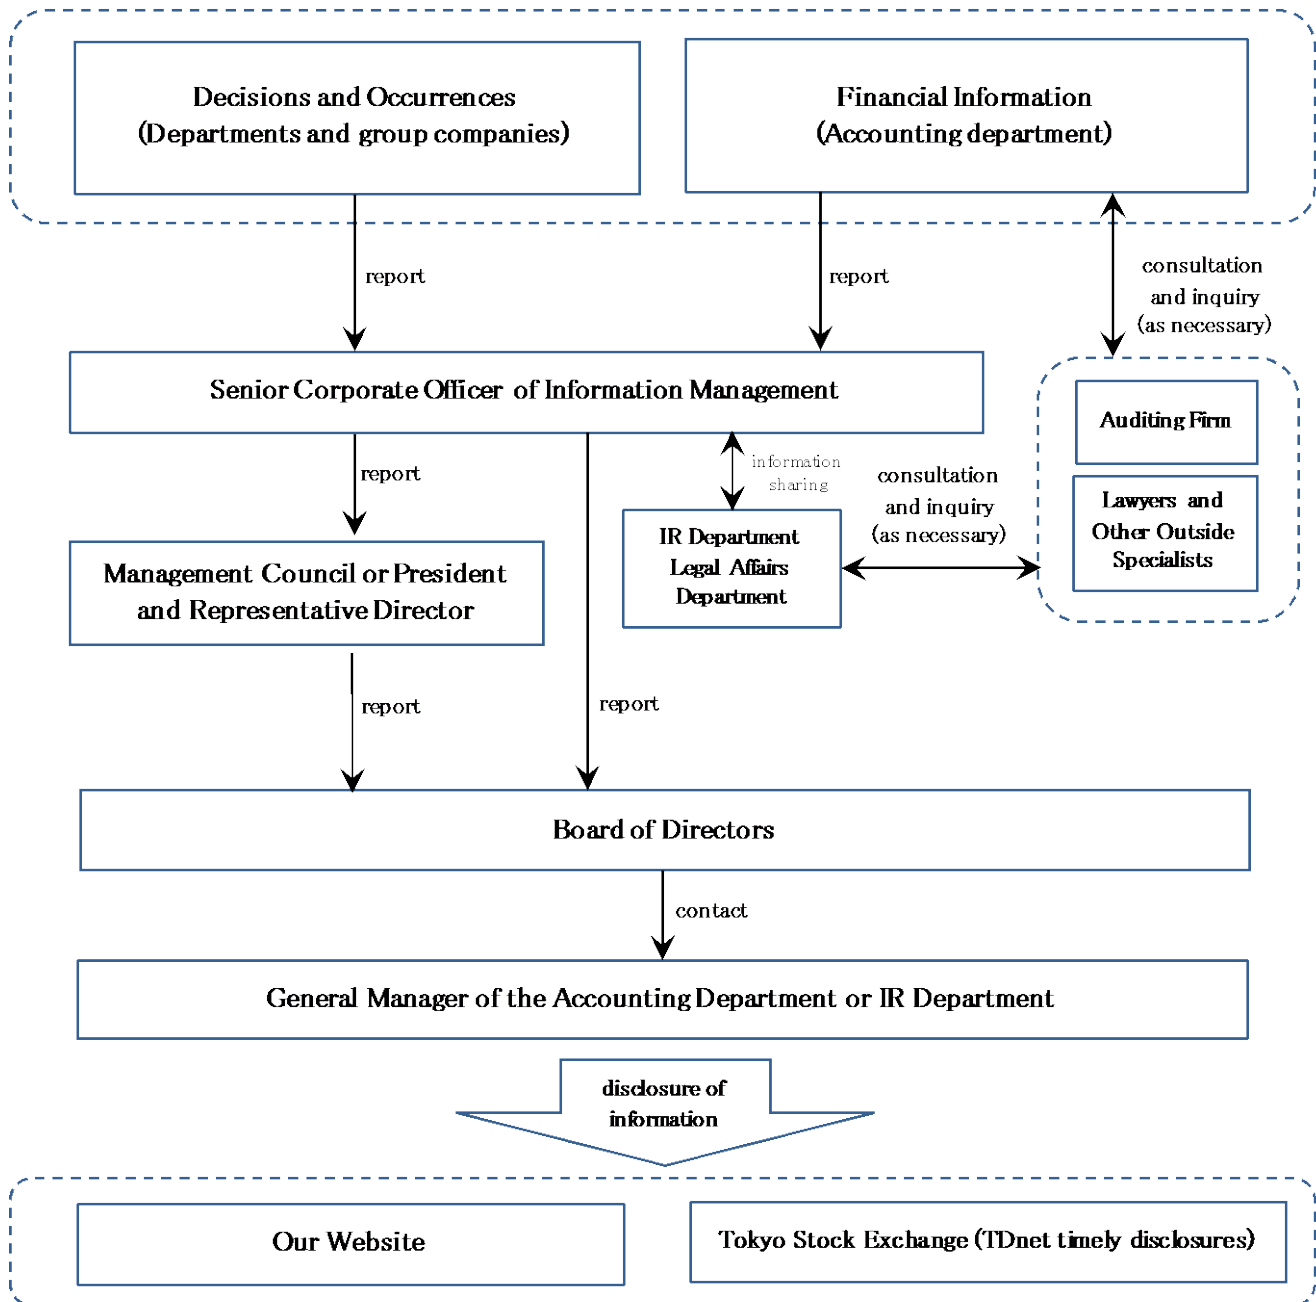 Decisions and Occurrences
(Departments and group companies)
Financial Information
(Accounting department)
report
report
consultation
and inquiry
(as necessary)
Senior Corporate Officer of Information Management
Auditing Firm
Lawyers and
Other Outside
Specialists
report
information
sharing
consultation
and inquiry
(as necessary)
IR Department
Legal Affairs
Department
Management Council or President
and Representative Director
report
report
Board of Directors
contact
General Manager of the Accounting Department or IR Department
disclosure of
information
Our Website
Tokyo Stock Exchange (TDnet timely disclosures)